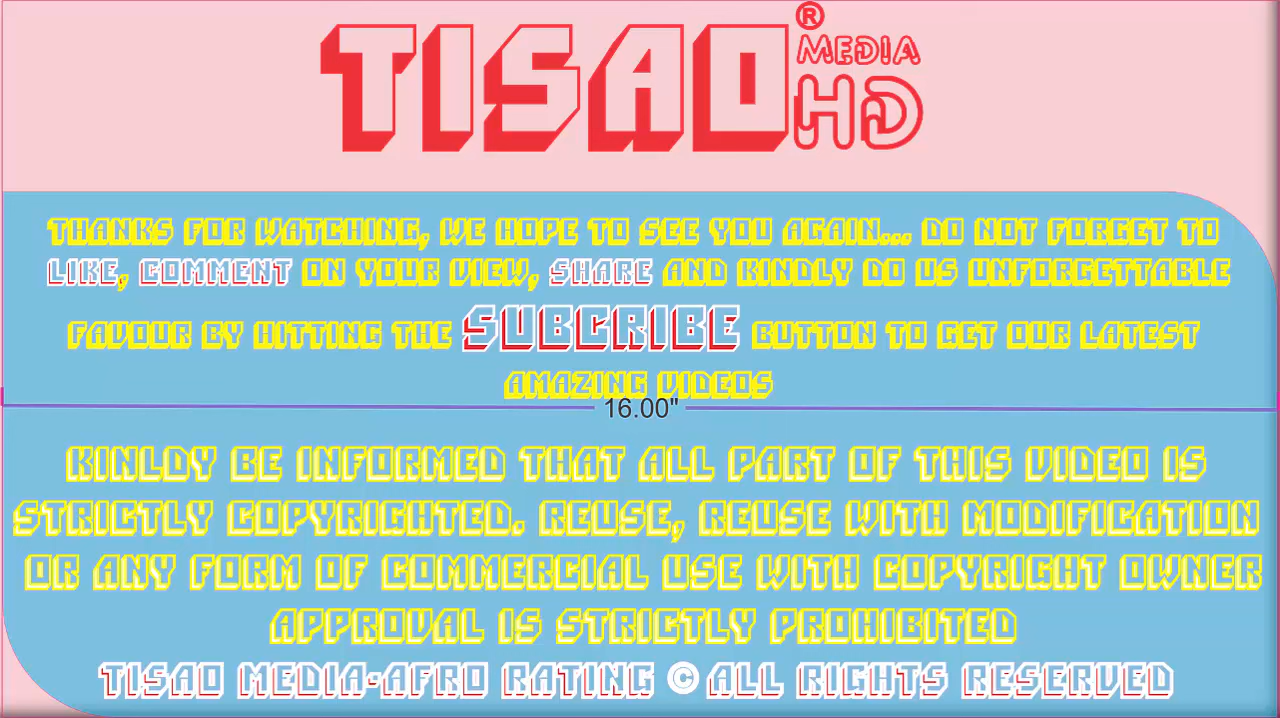 TISAO ® MEDIA HD
THANKS FOR WATCHING, WE HOPE TO SEE YOU AGAIN... DO NOT FORGET TO
LIKE, COMMENT ON YOUR VIEW, SHARE AND KINDLY DO US UNFORGETTABLE
FAVOUR BY HITTING THE SUBCRIBE BUTTON TO GET OUR LATEST
AMAZING VIDEOS
16.00"
KINLDY BE INFORMED THAT ALL PART OF THIS VIDEO IS
STRICTLY COPYRIGHTED. REUSE, REUSE WITH MODIFICATION
OR ANY FORM OF COMMERCIAL USE WITH COPYRIGHT OWNER
APPROVAL IS STRICTLY PROHIBITED
TISAO MEDIA-AFRO RATING © ALL RIGHTS RESERVED